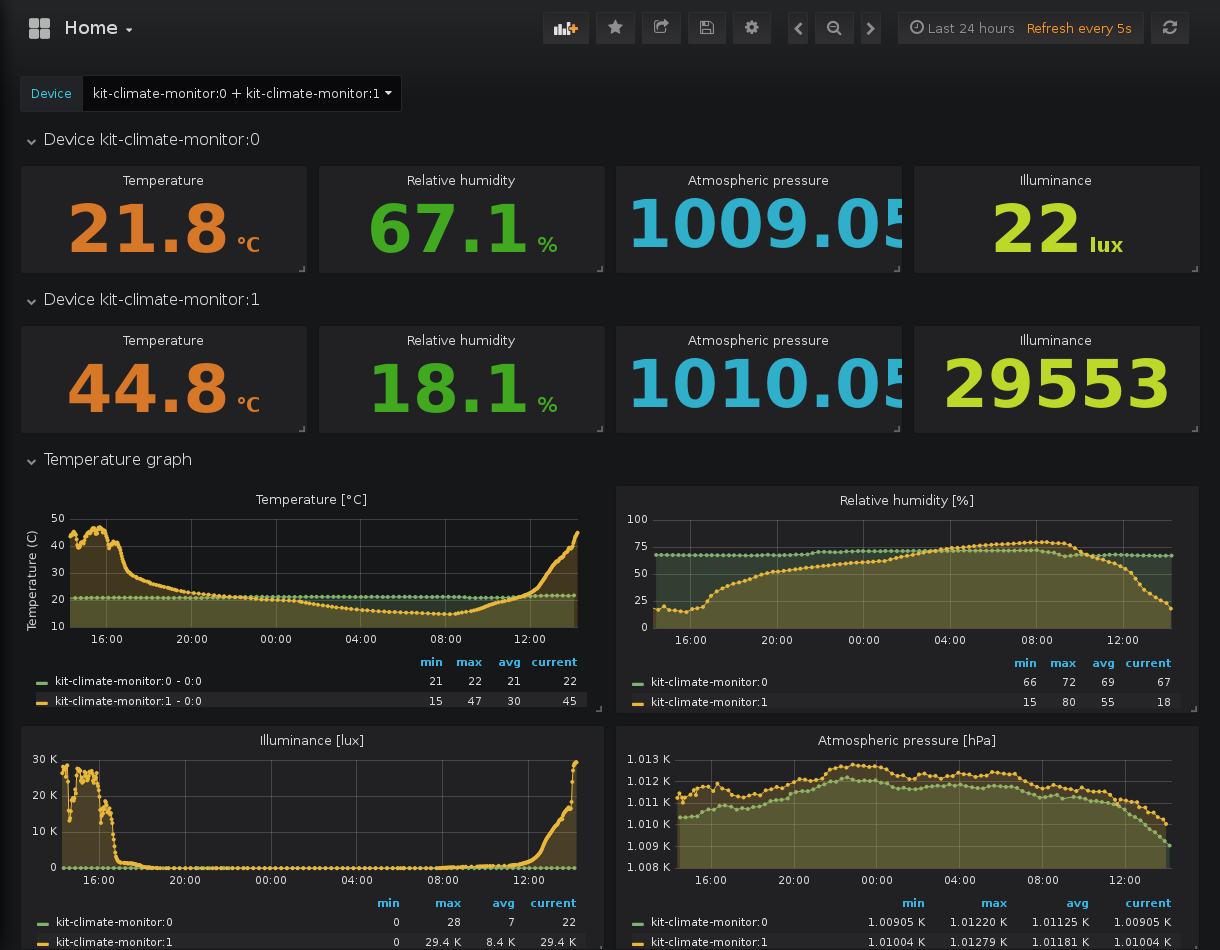 Home
Last 24 hours Refresh every 5s
Device kit-climate-monitor:0 + kit-climate-monitor:1
Device kit-climate-monitor:0
Temperature Relative humidity Atmospheric pressure Illuminance
21.8 °C 67.1 % 1009.05 22 lux
Device kit-climate-monitor:1
Temperature Relative humidity Atmospheric pressure Illuminance
44.8 °C 18.1 % 1010.05 29553
Temperature graph
Temperature [°C]
Temperature (C)
50
40
30
20
10
16:00 20:00 00:00 04:00 08:00 12:00
min max avg current
kit-climate-monitor:0 - 0:0 21 22 21 22
kit-climate-monitor:1 - 0:0 15 47 30 45
Relative humidity [%]
100
75
50
25
0
16:00 20:00 00:00 04:00 08:00 12:00
min max avg current
kit-climate-monitor:0 66 72 69 67
kit-climate-monitor:1 15 80 55 18
Illuminance [lux]
30 K
20 K
10 K
0
16:00 20:00 00:00 04:00 08:00 12:00
min max avg current
kit-climate-monitor:0 0 28 7 22
kit-climate-monitor:1 0 29.4 K 8.4 K 29.4 K
Atmospheric pressure [hPa]
1.013 K
1.012 K
1.011 K
1.010 K
1.009 K
1.008 K
16:00 20:00 00:00 04:00 08:00 12:00
min max avg current
kit-climate-monitor:0 1.00905 K 1.01220 K 1.01125 K 1.00905 K
kit-climate-monitor:1 1.01004 K 1.01279 K 1.01181 K 1.01004 K